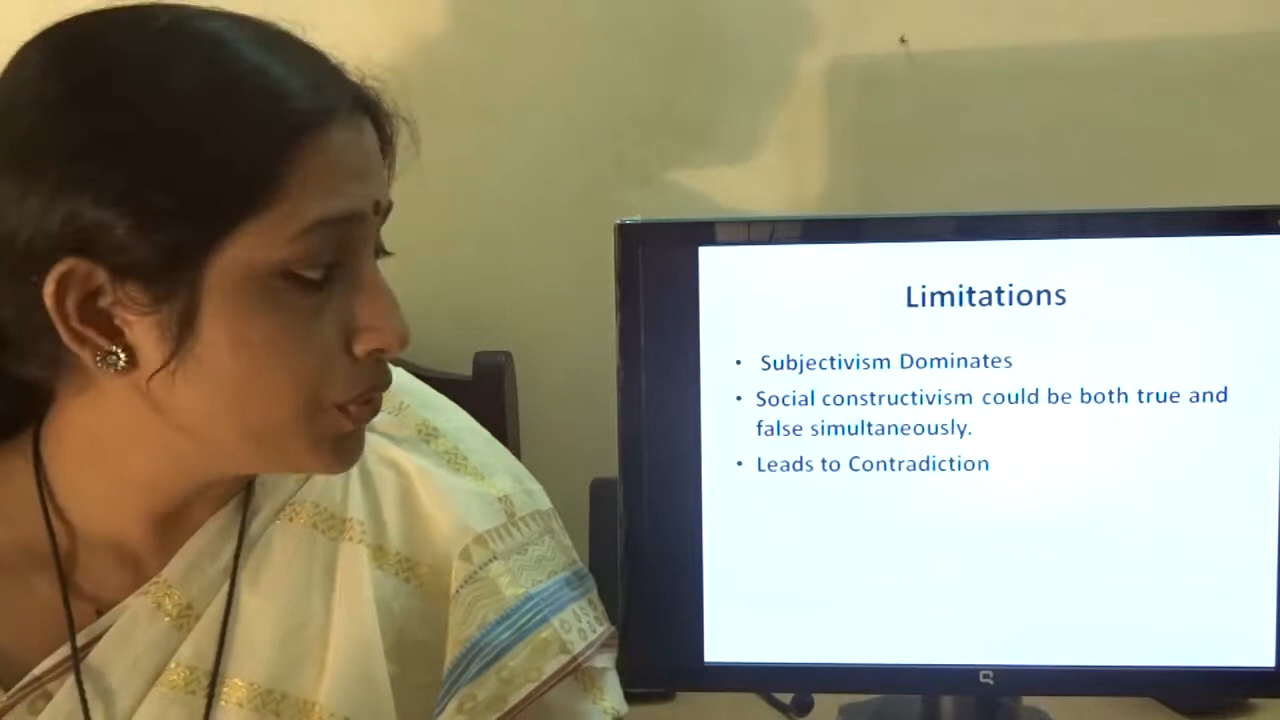 Limitations
• Subjectivism Dominates
• Social constructivism could be both true and
false simultaneously.
• Leads to Contradiction